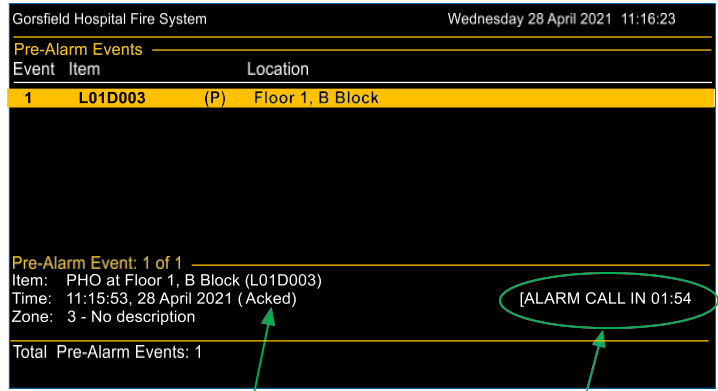 Gorsfield Hospital Fire System Wednesday 28 April 2021 11:16:23
Pre-Alarm Events
Event Item Location
1 L01D003 (P) Floor 1, B Block
Pre-Alarm Event: 1 of 1
Item: PHO at Floor 1, B Block (L01D003)
Time: 11:15:53, 28 April 2021 (Acked) [ALARM CALL IN 01:54
Zone: 3 - No description
Total Pre-Alarm Events: 1